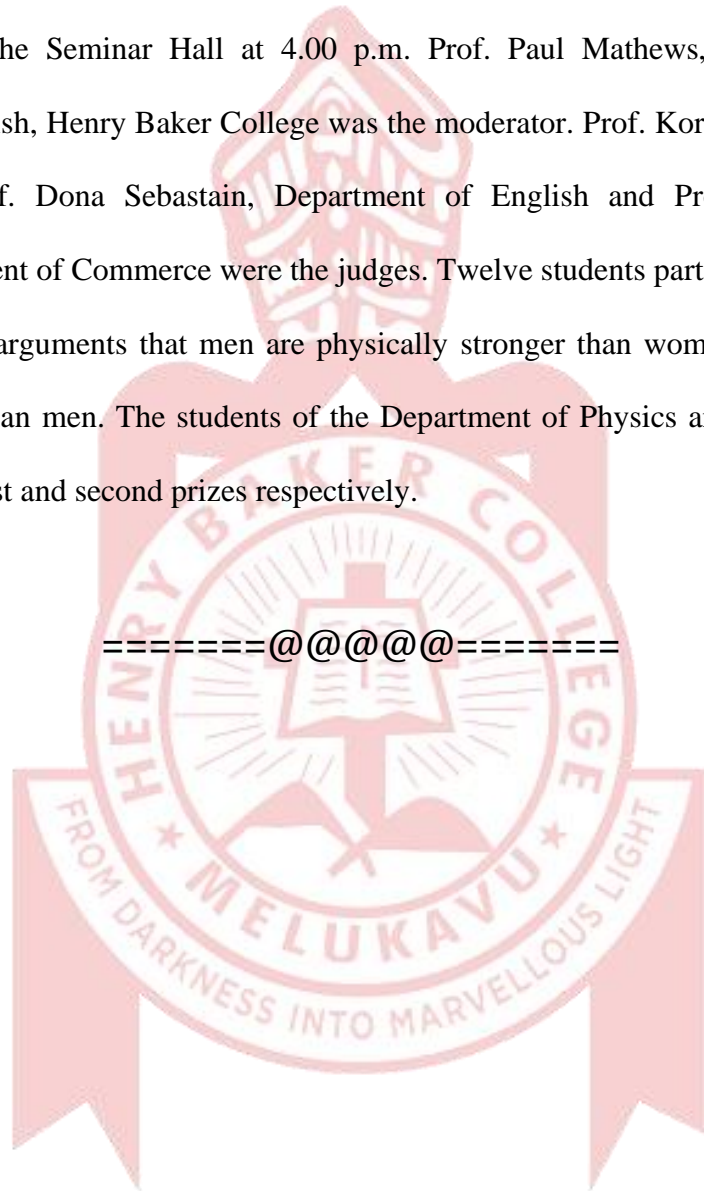 he Seminar Hall at 4.00 p.m. Prof. Paul Mathews,
ish, Henry Baker College was the moderator. Prof. Kor
f. Dona Sebastain, Department of English and Pr
ent of Commerce were the judges. Twelve students part
arguments that men are physically stronger than wom
an men. The students of the Department of Physics a
st and second prizes respectively.
=======@@@@@=======
HENRY BAKER COLLEGE
★ MELUKAVU ★
FROM DARKNESS INTO MARVELLOUS LIGHT